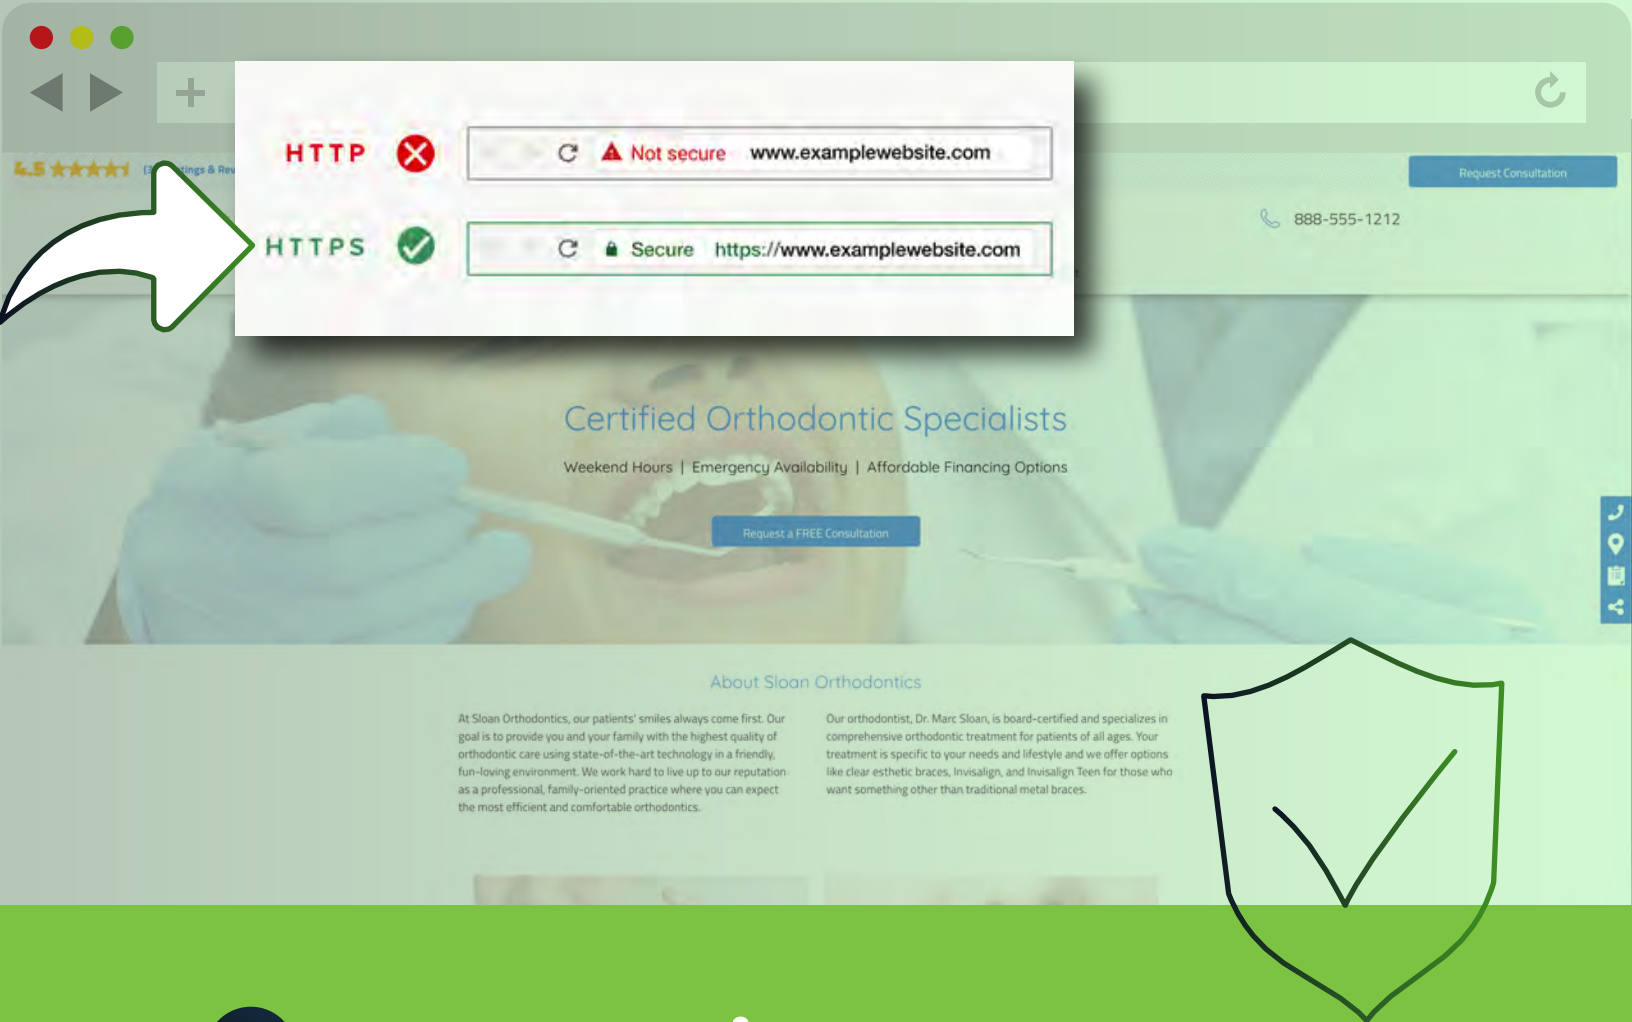 HTTP
Not secure www.examplewebsite.com
HTTPS
Secure https://www.examplewebsite.com
4.5
Request Consultation
888-555-1212
Certified Orthodontic Specialists
Weekend Hours | Emergency Availability | Affordable Financing Options
Request a FREE Consultation
About Sloan Orthodontics
At Sloan Orthodontics, our patients' smiles always come first. Our
goal is to provide you and your family with the highest quality of
orthodontic care using state-of-the-art technology in a friendly,
fun-loving environment. We work hard to live up to our reputation
as a professional, family-oriented practice where you can expect
the most efficient and comfortable orthodontics.
Our orthodontist, Dr. Marc Sloan, is board-certified and specializes in
comprehensive orthodontic treatment for patients of all ages. Your
treatment is specific to your needs and lifestyle and we offer options
like clear esthetic braces, Invisalign, and Invisalign Teen for those who
want something other than traditional metal braces.